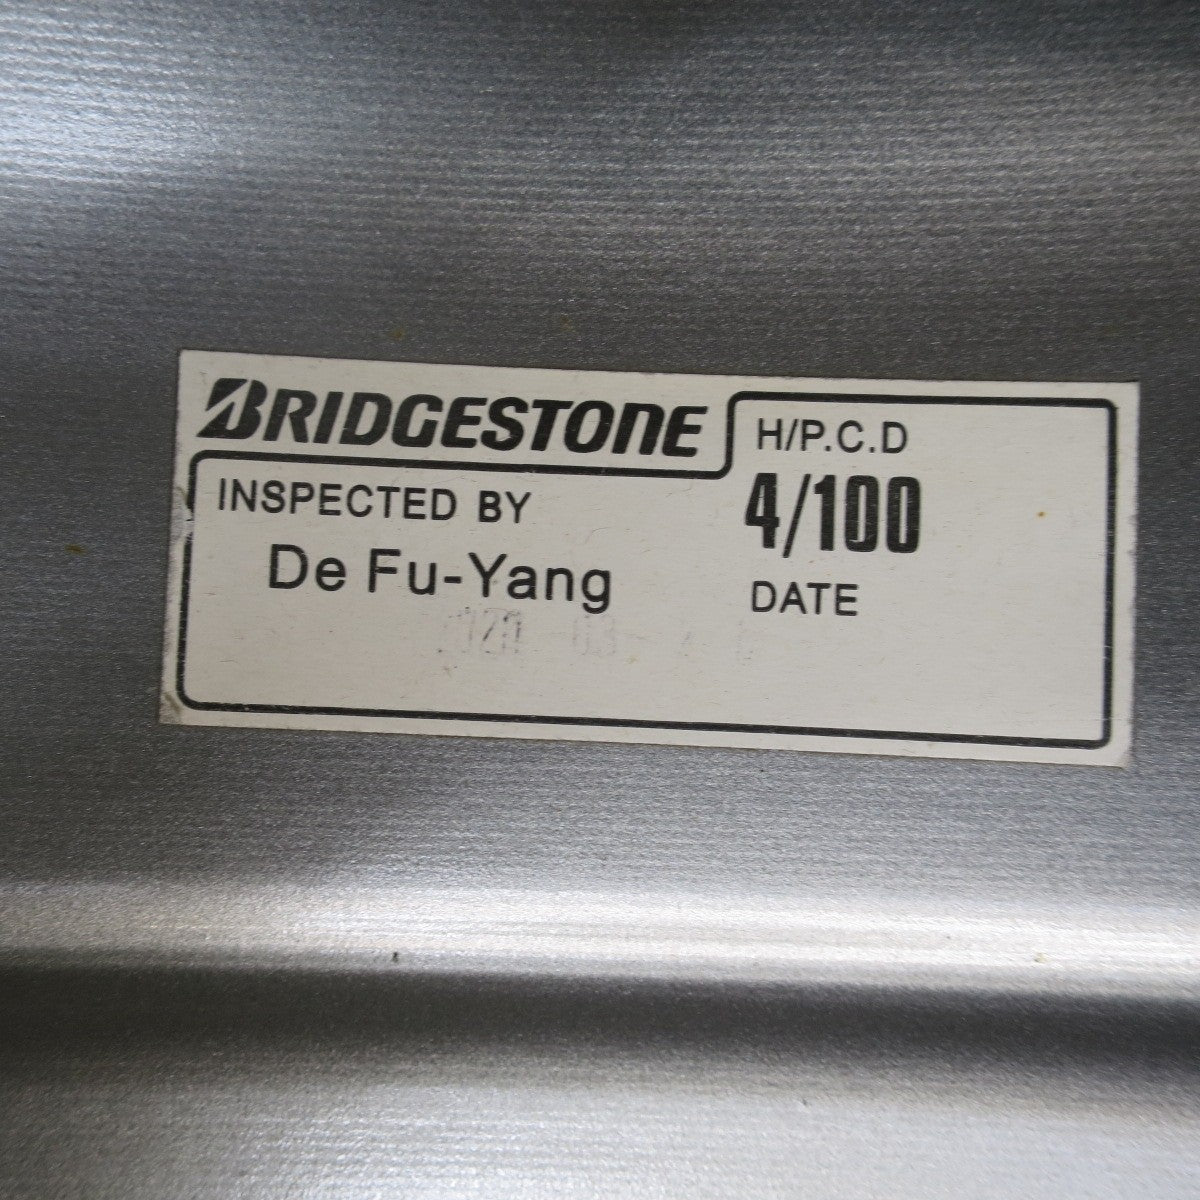 BRIDGESTONE
H/P.C.D
4/100
INSPECTED BY
De Fu-Yang
DATE